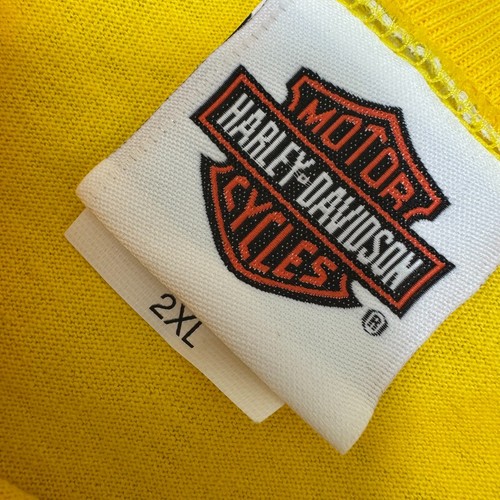 MOTOR
HARLEY-DAVIDSON
CYCLES
®
2XL